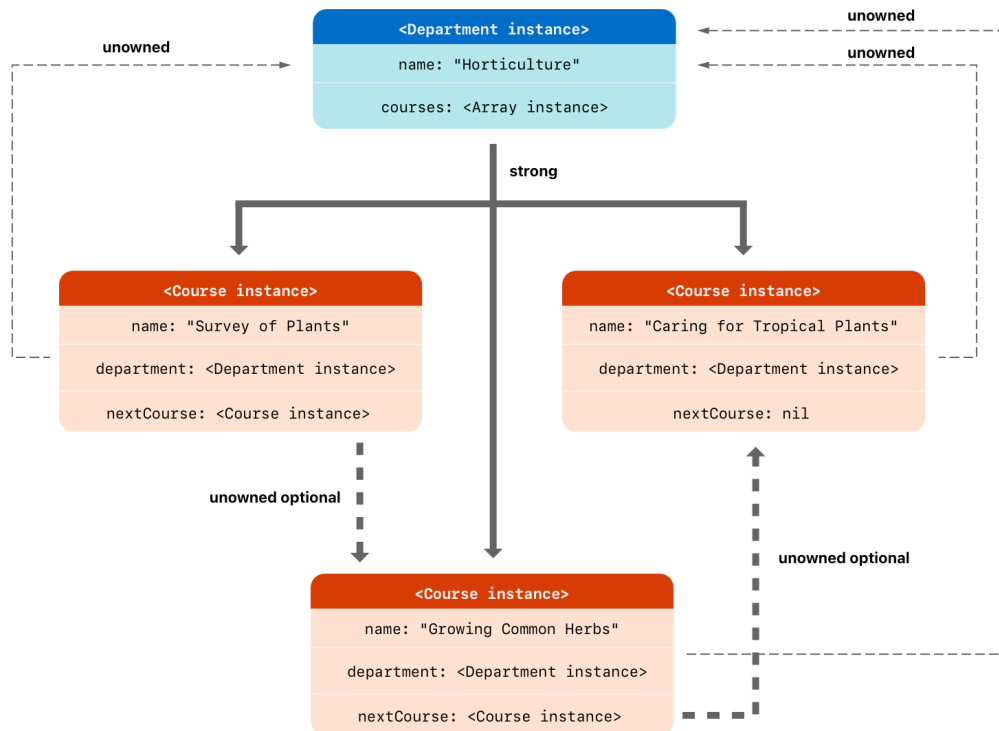 unowned
<Department instance>
unowned
unowned
name: "Horticulture"
courses: <Array instance>
strong
<Course instance>
name: "Survey of Plants"
department: <Department instance>
nextCourse: <Course instance>
<Course instance>
name: "Caring for Tropical Plants"
department: <Department instance>
nextCourse: nil
unowned optional
unowned optional
<Course instance>
name: "Growing Common Herbs"
department: <Department instance>
nextCourse: <Course instance>